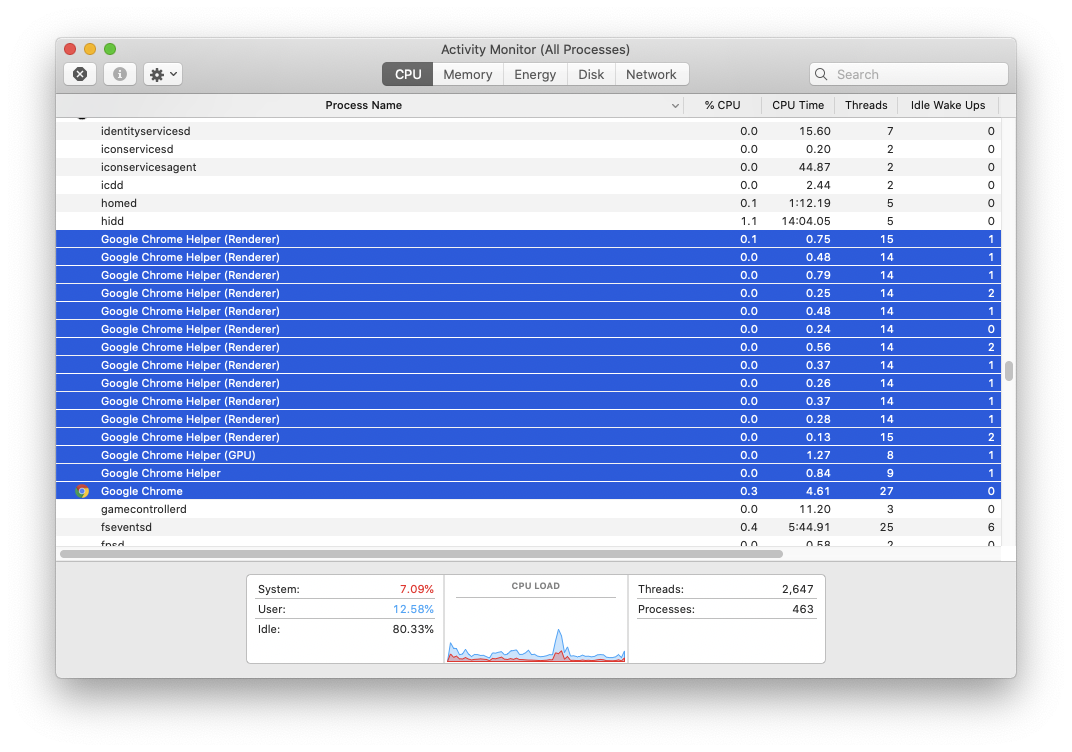 Activity Monitor (All Processes)
CPU Memory Energy Disk Network Search
Process Name % CPU CPU Time Threads Idle Wake Ups
identityservicesd 0.0 15.60 7 0
iconservicesd 0.0 0.20 2 0
iconservicesagent 0.0 44.87 2 0
icdd 0.0 2.44 2 0
homed 0.1 1:12.19 5 0
hidd 1.1 14:04.05 5 0
Google Chrome Helper (Renderer) 0.1 0.75 15 1
Google Chrome Helper (Renderer) 0.0 0.48 14 1
Google Chrome Helper (Renderer) 0.0 0.79 14 1
Google Chrome Helper (Renderer) 0.0 0.25 14 2
Google Chrome Helper (Renderer) 0.0 0.48 14 1
Google Chrome Helper (Renderer) 0.0 0.24 14 0
Google Chrome Helper (Renderer) 0.0 0.56 14 2
Google Chrome Helper (Renderer) 0.0 0.37 14 1
Google Chrome Helper (Renderer) 0.0 0.26 14 1
Google Chrome Helper (Renderer) 0.0 0.37 14 1
Google Chrome Helper (Renderer) 0.0 0.28 14 1
Google Chrome Helper (Renderer) 0.0 0.13 15 2
Google Chrome Helper (GPU) 0.0 1.27 8 1
Google Chrome Helper 0.0 0.84 9 1
Google Chrome 0.3 4.61 27 0
gamecontrollerd 0.0 11.20 3 0
fseventsd 0.4 5:44.91 25 6
fpsd 0.0 0.58 2 0
System: 7.09% CPU LOAD Threads: 2,647
User: 12.58% Processes: 463
Idle: 80.33%